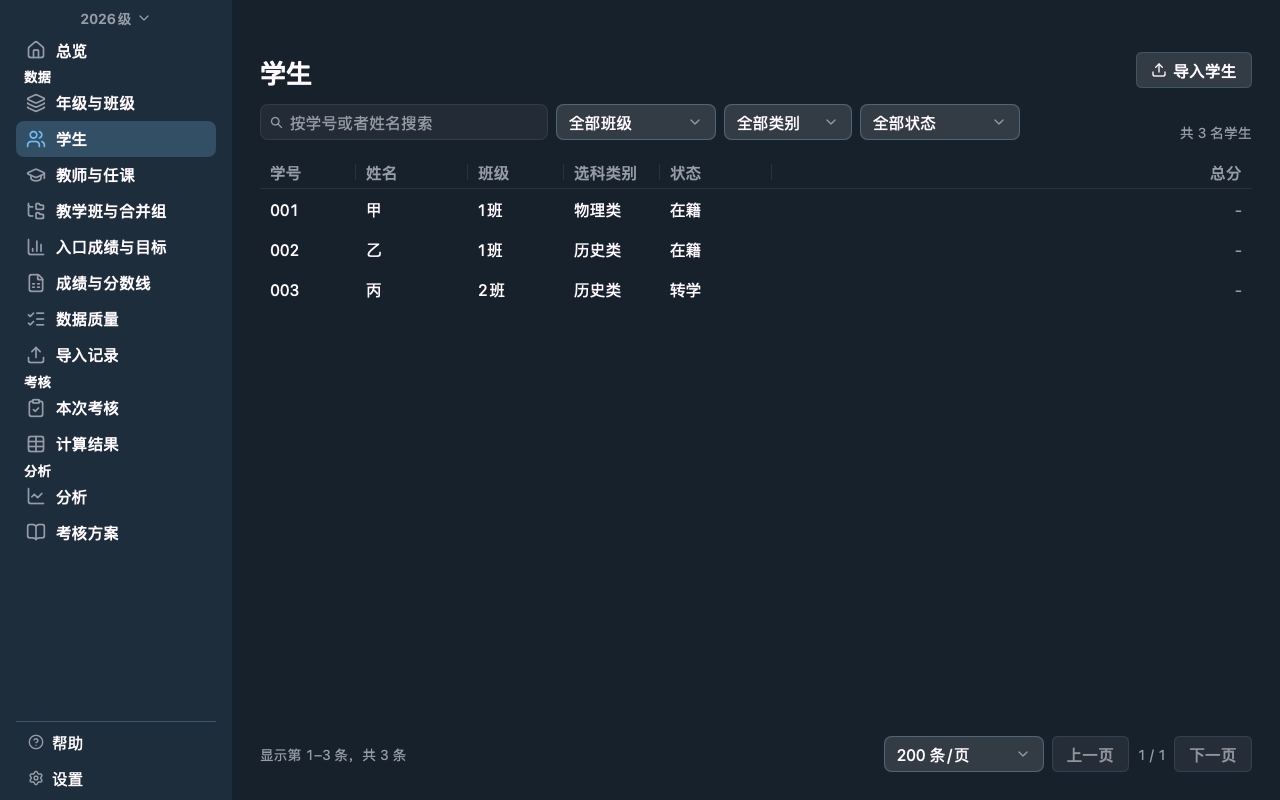 2026级
总览
数据
年级与班级
学生
教师与任课
教学班与合并组
入口成绩与目标
成绩与分数线
数据质量
导入记录
考核
本次考核
计算结果
分析
分析
考核方案
帮助
设置
学生
导入学生
按学号或者姓名搜索 全部班级 全部类别 全部状态
共 3 名学生
学号 姓名 班级 选科类别 状态 总分
001 甲 1班 物理类 在籍 -
002 乙 1班 历史类 在籍 -
003 丙 2班 历史类 转学 -
显示第 1–3 条，共 3 条 200 条/页 上一页 1 / 1 下一页